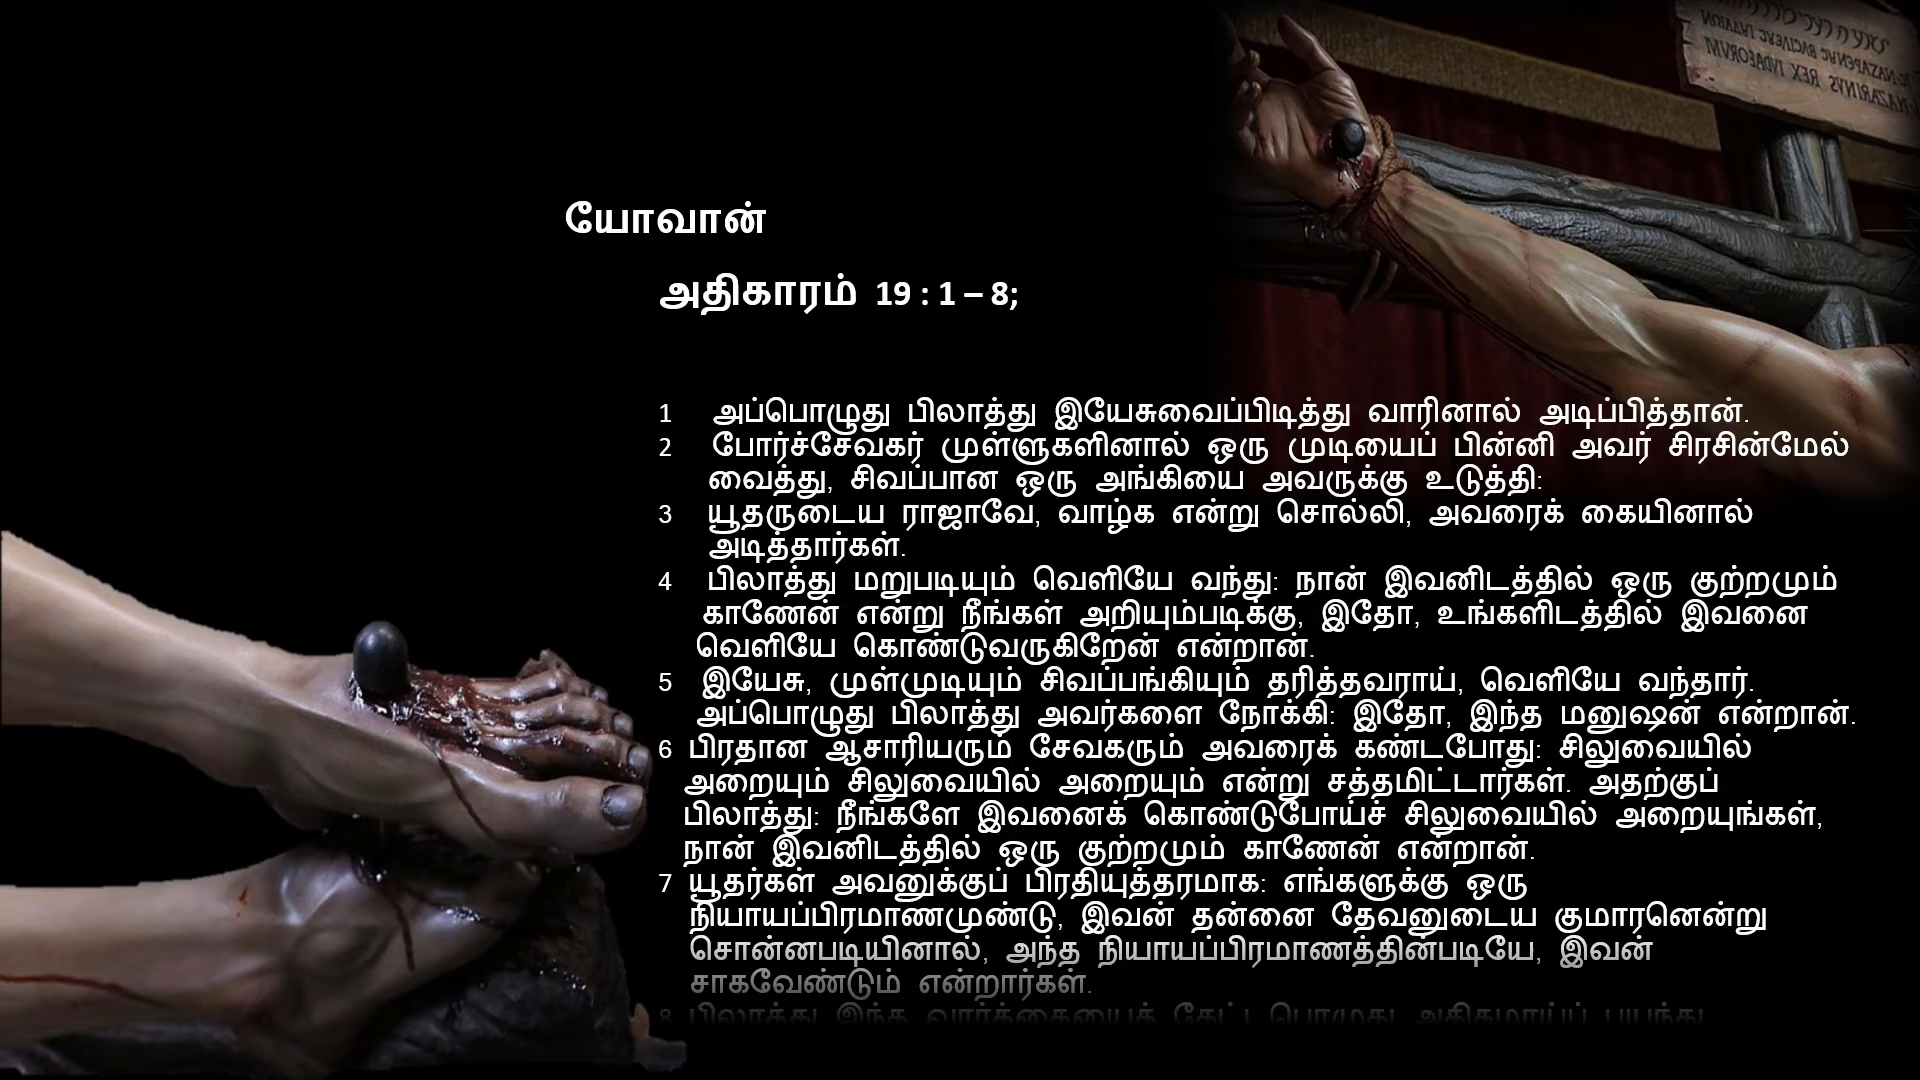 யோவான்
அதிகாரம் 19 : 1 – 8;
1 அப்பொழுது பிலாத்து இயேசுவைப்பிடித்து வாரினால் அடிப்பித்தான்.
2 போர்ச்சேவகர் முள்ளுகளினால் ஒரு முடியைப் பின்னி அவர் சிரசின்மேல்
வைத்து, சிவப்பான ஒரு அங்கியை அவருக்கு உடுத்தி:
3 யூதருடைய ராஜாவே, வாழ்க என்று சொல்லி, அவரைக் கையினால்
அடித்தார்கள்.
4 பிலாத்து மறுபடியும் வெளியே வந்து: நான் இவனிடத்தில் ஒரு குற்றமும்
காணேன் என்று நீங்கள் அறியும்படிக்கு, இதோ, உங்களிடத்தில் இவனை
வெளியே கொண்டுவருகிறேன் என்றான்.
5 இயேசு, முள்முடியும் சிவப்பங்கியும் தரித்தவராய், வெளியே வந்தார்.
அப்பொழுது பிலாத்து அவர்களை நோக்கி: இதோ, இந்த மனுஷன் என்றான்.
6 பிரதான ஆசாரியரும் சேவகரும் அவரைக் கண்டபோது: சிலுவையில்
அறையும் சிலுவையில் அறையும் என்று சத்தமிட்டார்கள். அதற்குப்
பிலாத்து: நீங்களே இவனைக் கொண்டுபோய்ச் சிலுவையில் அறையுங்கள்,
நான் இவனிடத்தில் ஒரு குற்றமும் காணேன் என்றான்.
7 யூதர்கள் அவனுக்குப் பிரதியுத்தரமாக: எங்களுக்கு ஒரு
நியாயப்பிரமாணமுண்டு, இவன் தன்னை தேவனுடைய குமாரனென்று
சொன்னபடியினால், அந்த நியாயப்பிரமாணத்தின்படியே, இவன்
சாகவேண்டும் என்றார்கள்.
8 பிலாத்து இந்த வார்த்தையைக்